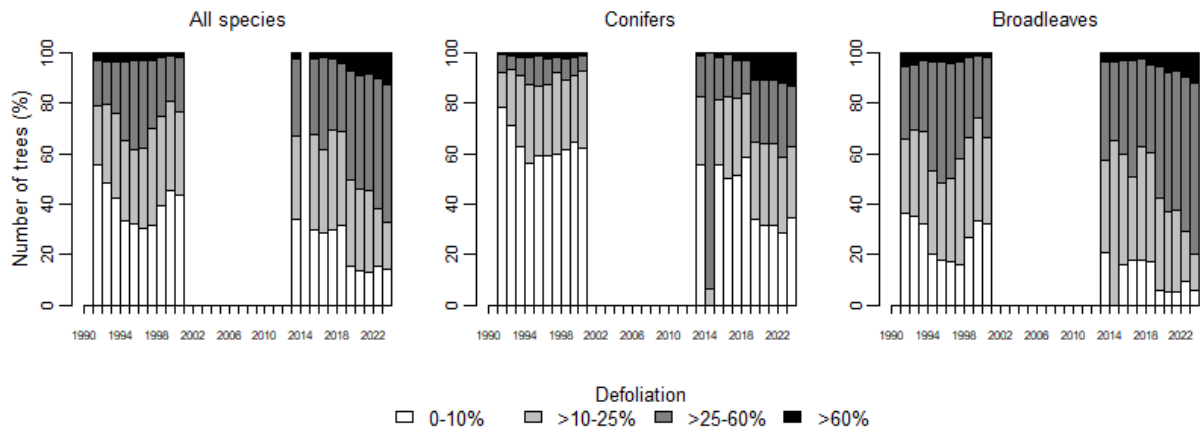 All species
Conifers
Broadleaves
Number of trees (%)
0 20 40 60 80 100
0 20 40 60 80 100
0 20 40 60 80 100
1990 1994 1998 2002 2006 2010 2014 2018 2022
1990 1994 1998 2002 2006 2010 2014 2018 2022
1990 1994 1998 2002 2006 2010 2014 2018 2022
Defoliation
0-10% >10-25% >25-60% >60%